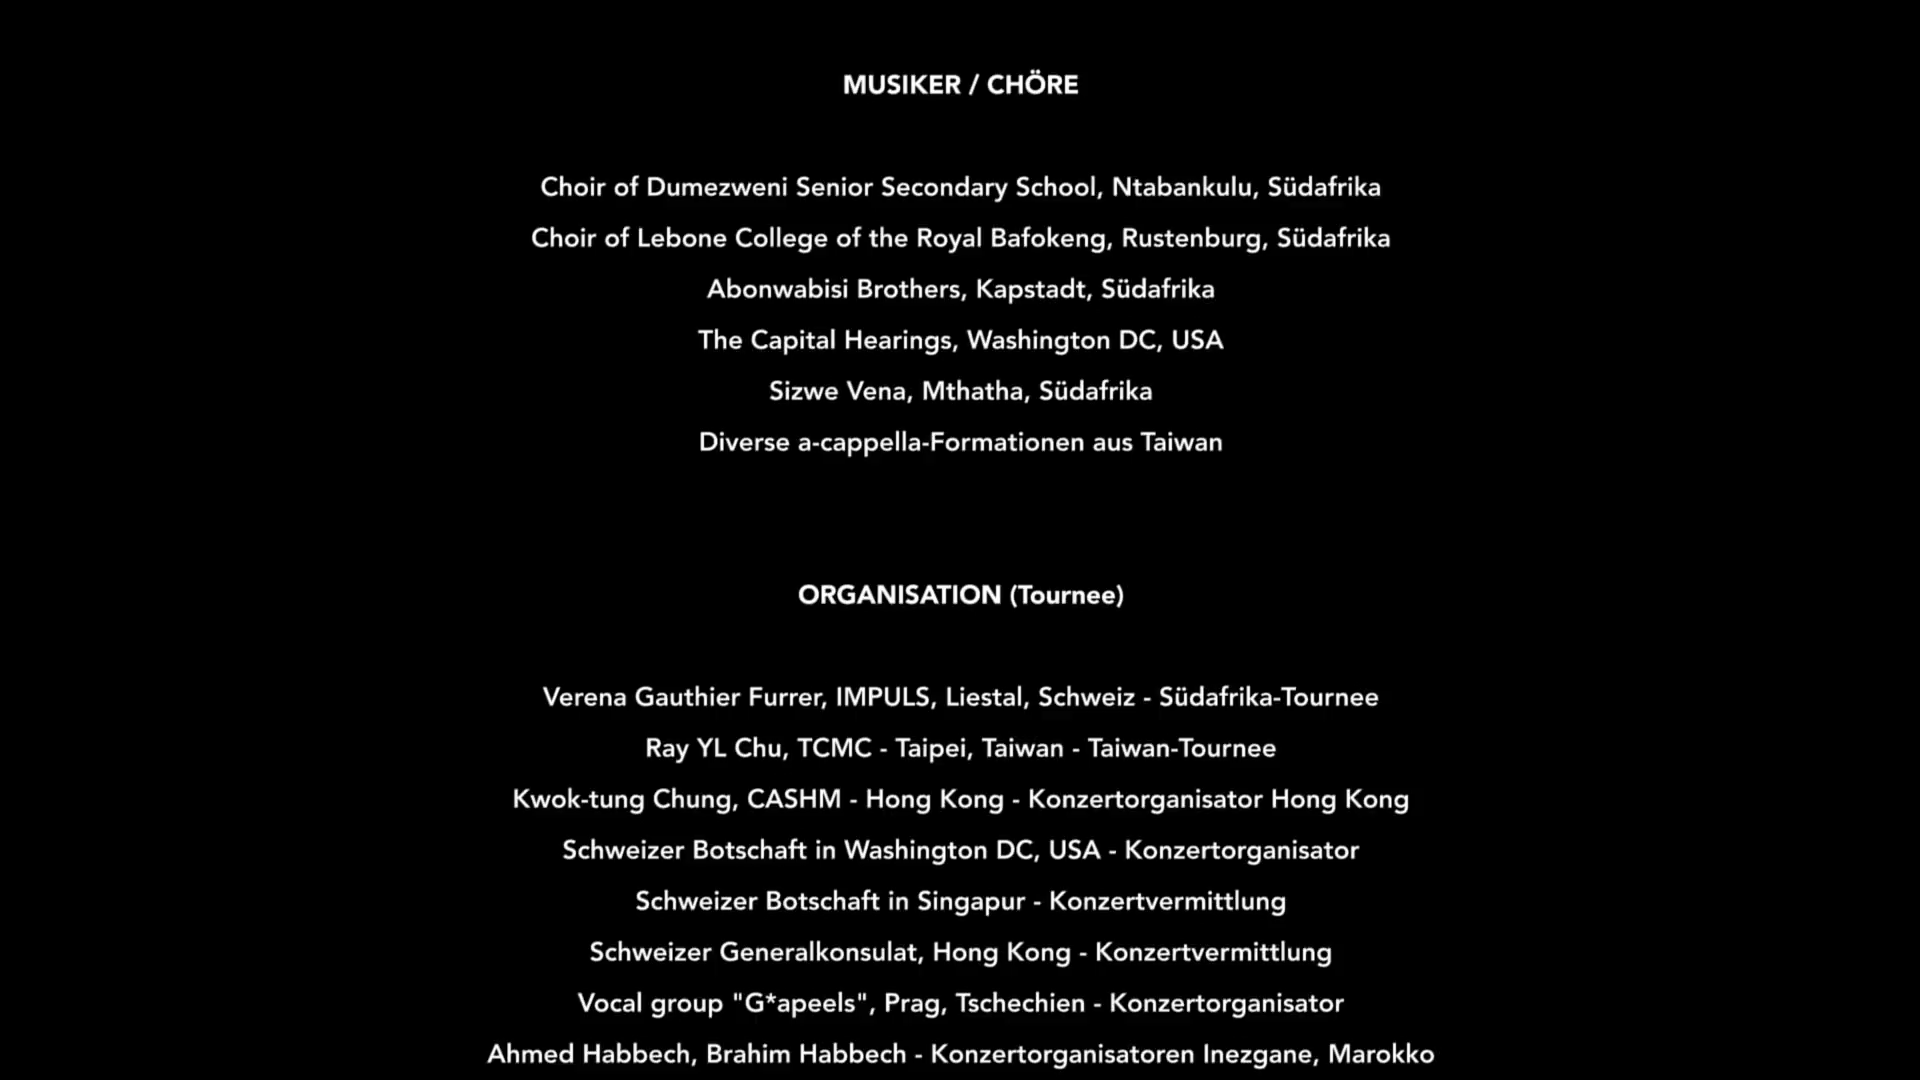 MUSIKER / CHÖRE
Choir of Dumezweni Senior Secondary School, Ntabankulu, Südafrika
Choir of Lebone College of the Royal Bafokeng, Rustenburg, Südafrika
Abonwabisi Brothers, Kapstadt, Südafrika
The Capital Hearings, Washington DC, USA
Sizwe Vena, Mthatha, Südafrika
Diverse a-cappella-Formationen aus Taiwan
ORGANISATION (Tournee)
Verena Gauthier Furrer, IMPULS, Liestal, Schweiz - Südafrika-Tournee
Ray YL Chu, TCMC - Taipei, Taiwan - Taiwan-Tournee
Kwok-tung Chung, CASHM - Hong Kong - Konzertorganisator Hong Kong
Schweizer Botschaft in Washington DC, USA - Konzertorganisator
Schweizer Botschaft in Singapur - Konzertvermittlung
Schweizer Generalkonsulat, Hong Kong - Konzertvermittlung
Vocal group "G*apeels", Prag, Tschechien - Konzertorganisator
Ahmed Habbech, Brahim Habbech - Konzertorganisatoren Inezgane, Marokko